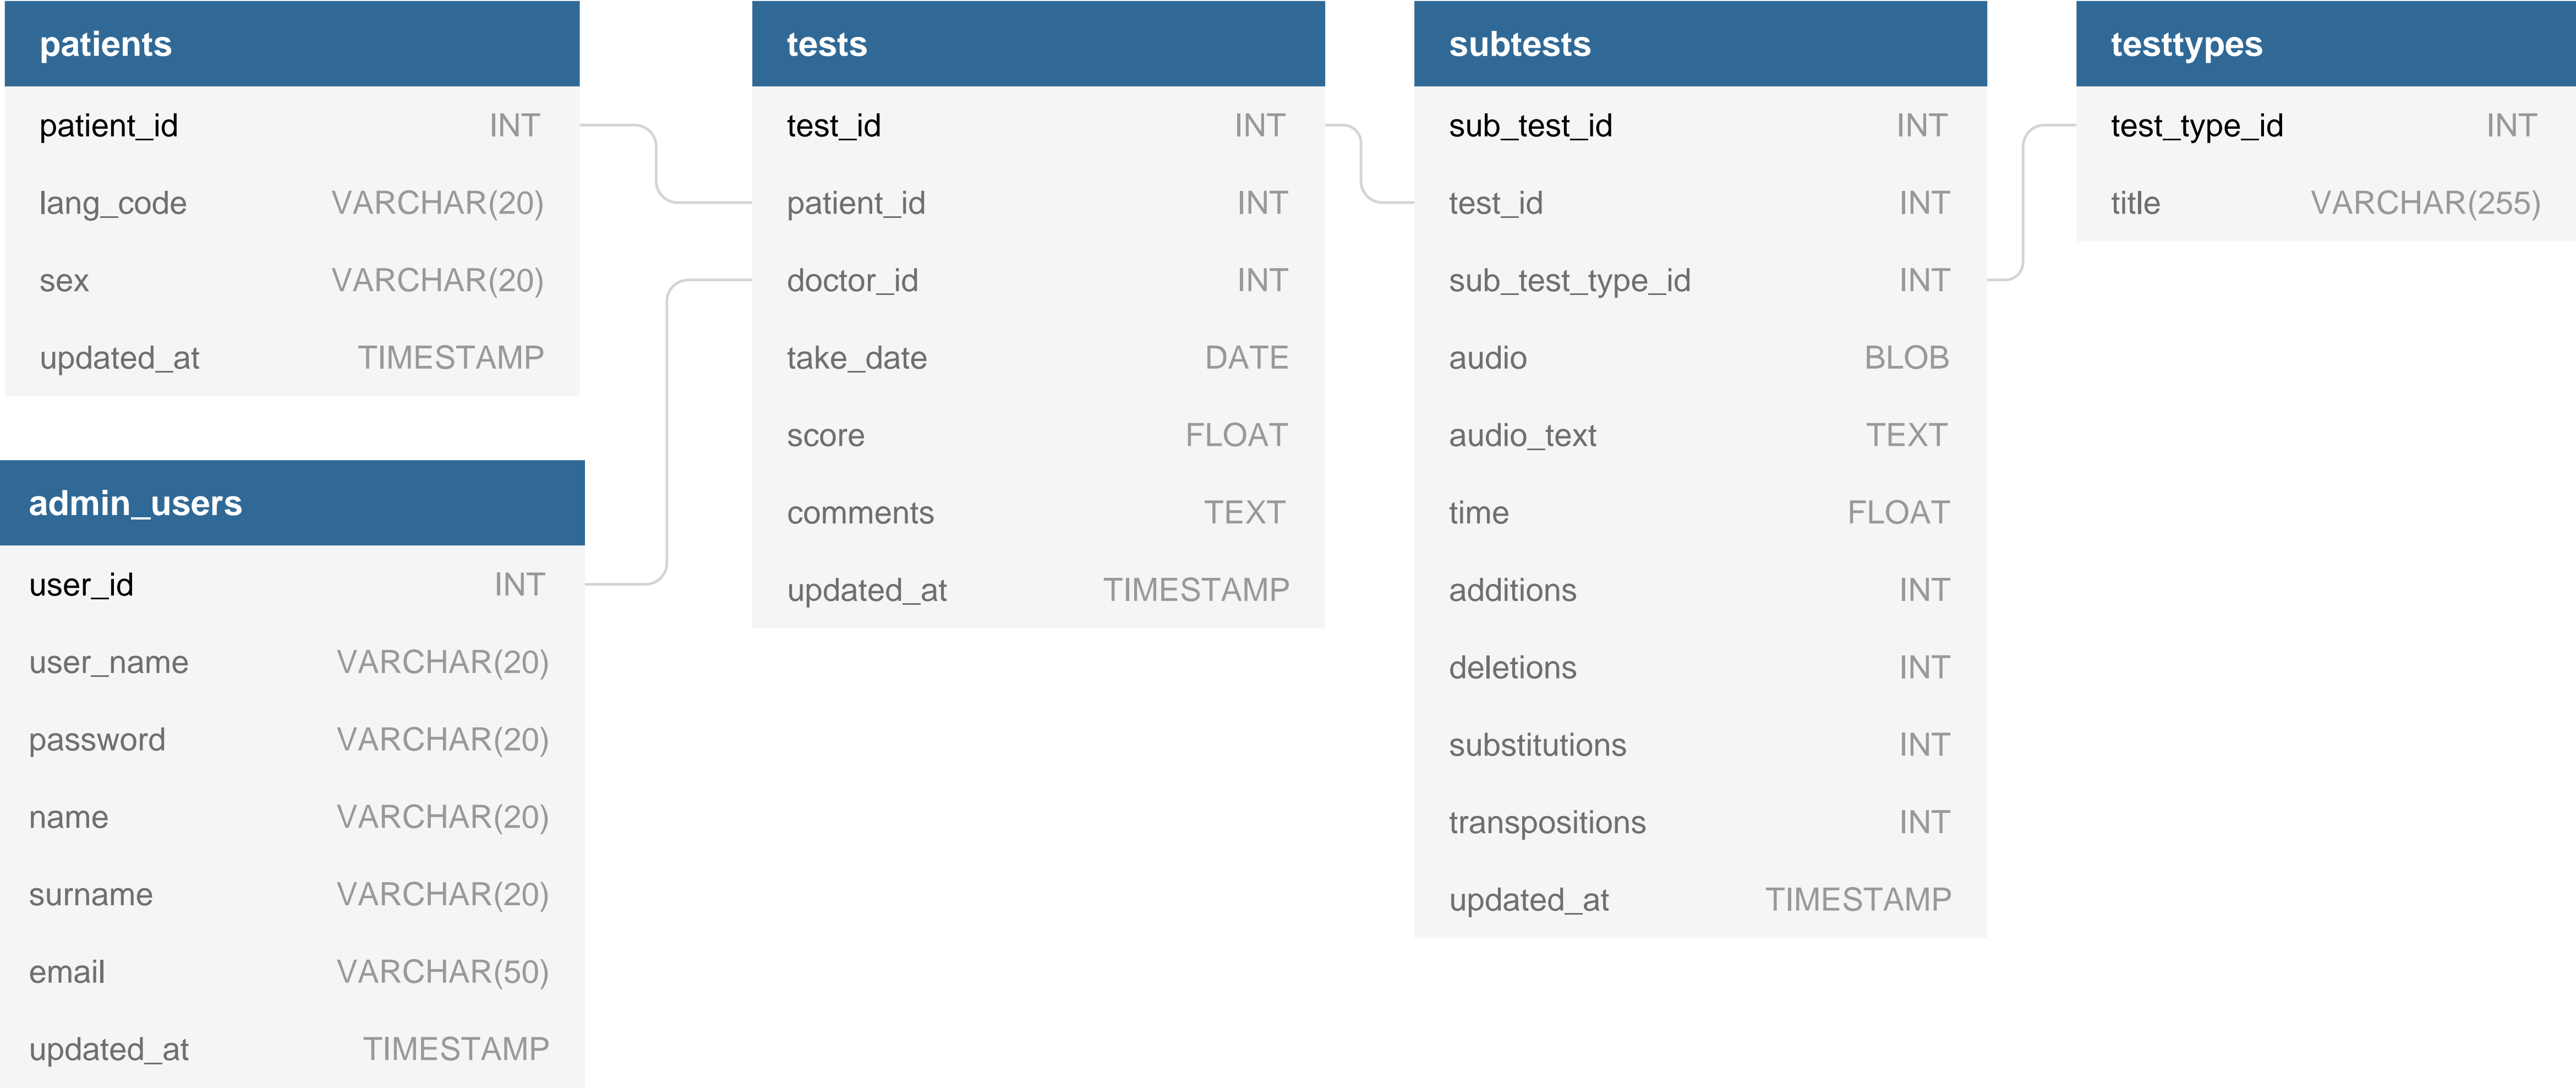 patients
patient_id INT
lang_code VARCHAR(20)
sex VARCHAR(20)
updated_at TIMESTAMP
admin_users
user_id INT
user_name VARCHAR(20)
password VARCHAR(20)
name VARCHAR(20)
surname VARCHAR(20)
email VARCHAR(50)
updated_at TIMESTAMP
tests
test_id INT
patient_id INT
doctor_id INT
take_date DATE
score FLOAT
comments TEXT
updated_at TIMESTAMP
subtests
sub_test_id INT
test_id INT
sub_test_type_id INT
audio BLOB
audio_text TEXT
time FLOAT
additions INT
deletions INT
substitutions INT
transpositions INT
updated_at TIMESTAMP
testtypes
test_type_id INT
title VARCHAR(255)